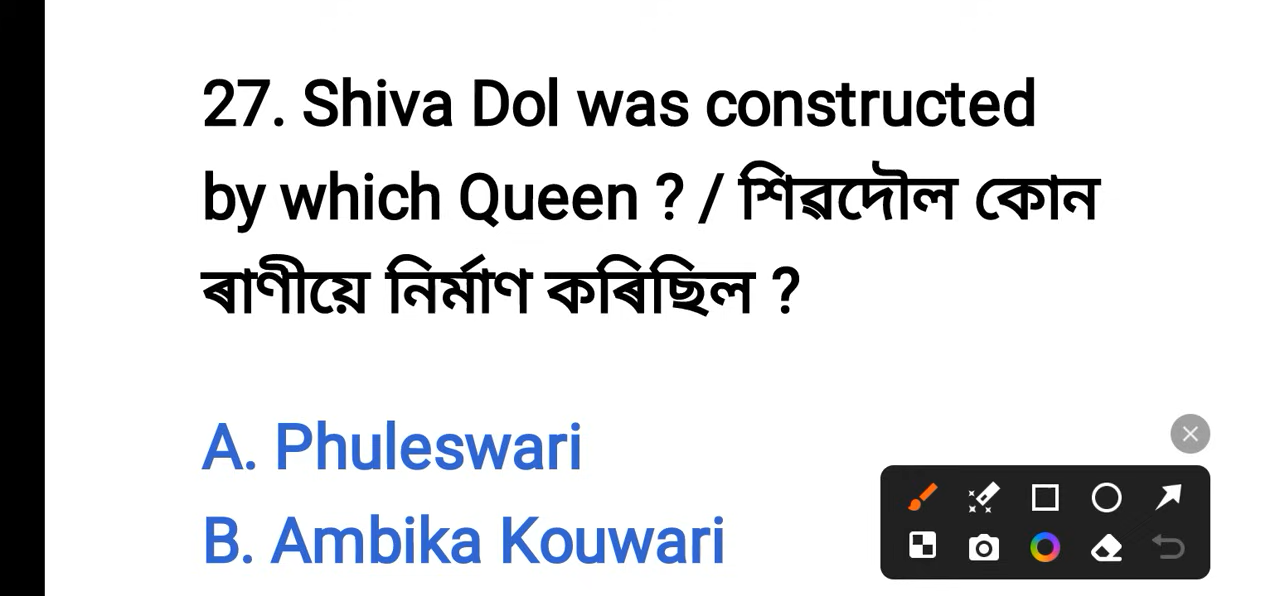 27. Shiva Dol was constructed
by which Queen ? / শিৱদৌল কোন
ৰাণীয়ে নিৰ্মাণ কৰিছিল ?
A. Phuleswari
B. Ambika Kouwari